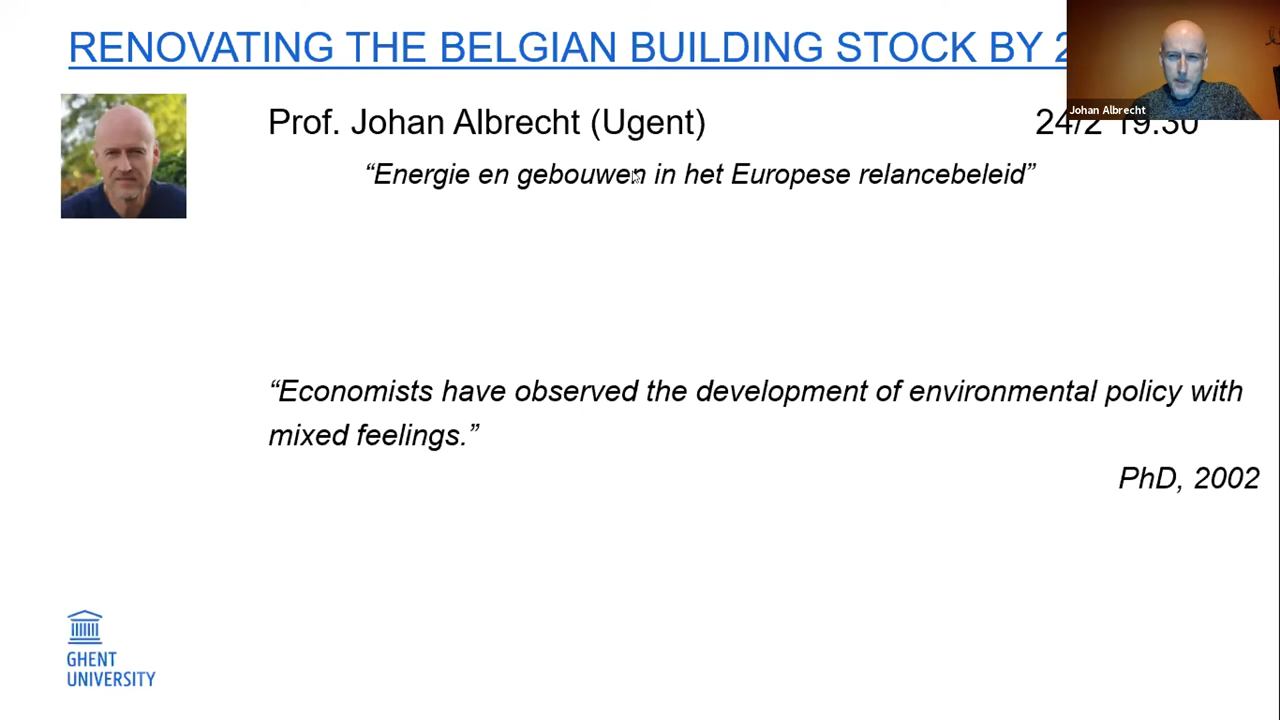 RENOVATING THE BELGIAN BUILDING STOCK BY
Johan Albrecht
Prof. Johan Albrecht (Ugent)
24/2 19:30
“Energie en gebouwen in het Europese relancebeleid”
“Economists have observed the development of environmental policy with
mixed feelings.”
PhD, 2002
GHENT
UNIVERSITY